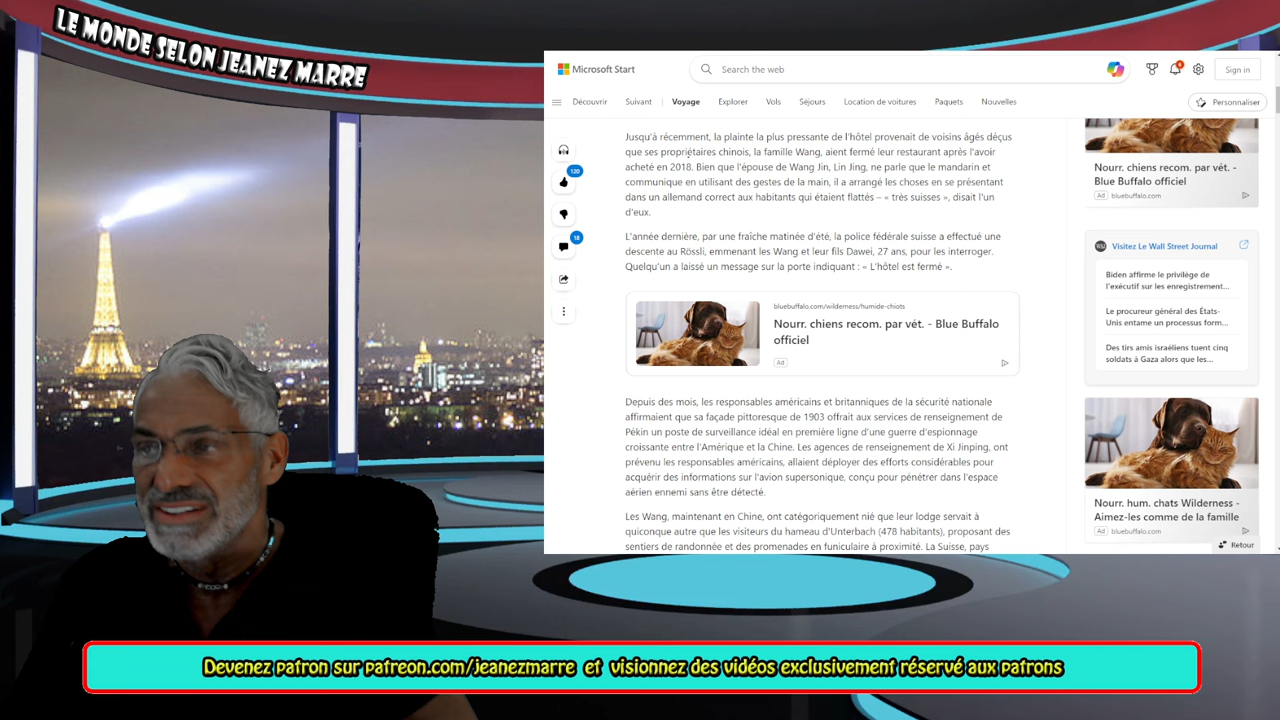 LE MONDE SELON JEANEZ MARRE
Microsoft Start
Search the web
6
Sign in
Découvrir
Suivant
Voyage
Explorer
Vols
Séjours
Location de voitures
Paquets
Nouvelles
Personnaliser
120
18
Jusqu'à récemment, la plainte la plus pressante de l'hôtel provenait de voisins âgés déçus
que ses propriétaires chinois, la famille Wang, aient fermé leur restaurant après l'avoir
acheté en 2018. Bien que l'épouse de Wang Jin, Lin Jing, ne parle que le mandarin et
communique en utilisant des gestes de la main, il a arrangé les choses en se présentant
dans un allemand correct aux habitants qui étaient flattés – « très suisses », disait l'un
d'eux.
L'année dernière, par une fraîche matinée d'été, la police fédérale suisse a effectué une
descente au Rössli, emmenant les Wang et leur fils Dawei, 27 ans, pour les interroger.
Quelqu'un a laissé un message sur la porte indiquant : « L'hôtel est fermé ».
bluebuffalo.com/wilderness/humide-chiots
Nourr. chiens recom. par vét. - Blue Buffalo
officiel
Ad
Depuis des mois, les responsables américains et britanniques de la sécurité nationale
affirmaient que sa façade pittoresque de 1903 offrait aux services de renseignement de
Pékin un poste de surveillance idéal en première ligne d'une guerre d'espionnage
croissante entre l'Amérique et la Chine. Les agences de renseignement de Xi Jinping, ont
prévenu les responsables américains, allaient déployer des efforts considérables pour
acquérir des informations sur l'avion supersonique, conçu pour pénétrer dans l'espace
aérien ennemi sans être détecté.
Les Wang, maintenant en Chine, ont catégoriquement nié que leur lodge servait à
quiconque autre que les visiteurs du hameau d'Unterbach (478 habitants), proposant des
sentiers de randonnée et des promenades en funiculaire à proximité. La Suisse, pays
Nourr. chiens recom. par vét. -
Blue Buffalo officiel
Ad bluebuffalo.com
WSJ Visitez Le Wall Street Journal
Biden affirme le privilège de
l'exécutif sur les enregistrement...
Le procureur général des États-
Unis entame un processus form...
Des tirs amis israéliens tuent cinq
soldats à Gaza alors que les...
Nourr. hum. chats Wilderness -
Aimez-les comme de la famille
Ad bluebuffalo.com
Retour
Devenez patron sur patreon.com/jeanezmarre et visionnez des vidéos exclusivement réservé aux patrons